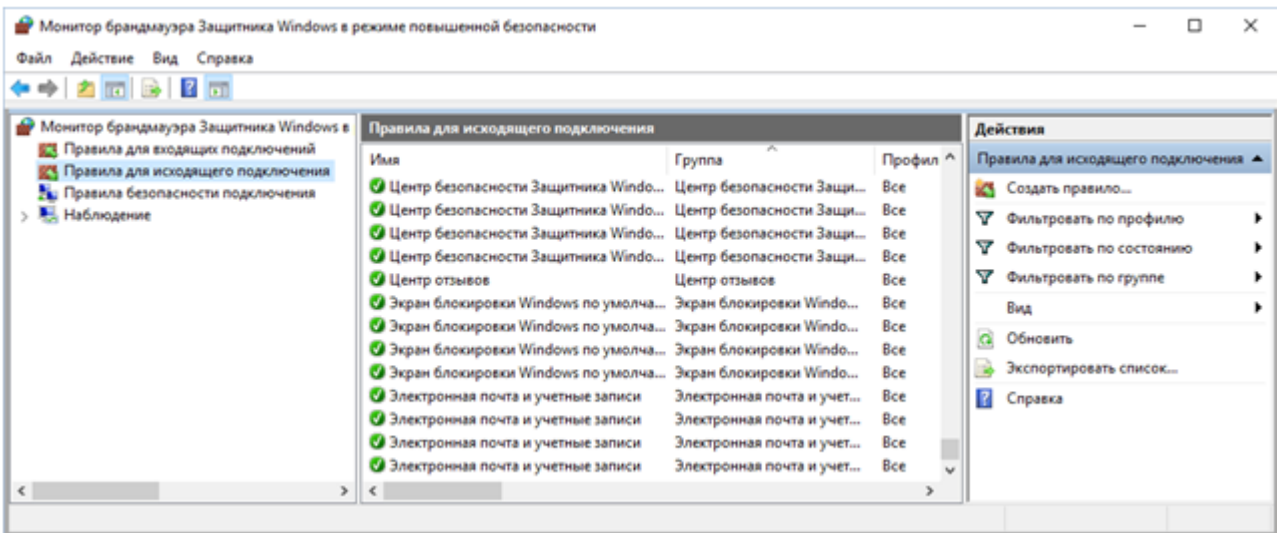 Монитор брандмауэра Защитника Windows в режиме повышенной безопасности
Файл Действие Вид Справка
Монитор брандмауэра Защитника Windows в
Правила для входящих подключений
Правила для исходящего подключения
Правила безопасности подключения
Наблюдение
Правила для исходящего подключения
Имя Группа Профил
Центр безопасности Защитника Windo... Центр безопасности Защи... Все
Центр безопасности Защитника Windo... Центр безопасности Защи... Все
Центр безопасности Защитника Windo... Центр безопасности Защи... Все
Центр безопасности Защитника Windo... Центр безопасности Защи... Все
Центр отзывов Центр отзывов Все
Экран блокировки Windows по умолча... Экран блокировки Windo... Все
Экран блокировки Windows по умолча... Экран блокировки Windo... Все
Экран блокировки Windows по умолча... Экран блокировки Windo... Все
Экран блокировки Windows по умолча... Экран блокировки Windo... Все
Электронная почта и учетные записи Электронная почта и учет... Все
Электронная почта и учетные записи Электронная почта и учет... Все
Электронная почта и учетные записи Электронная почта и учет... Все
Электронная почта и учетные записи Электронная почта и учет... Все
Действия
Правила для исходящего подключения
Создать правило...
Фильтровать по профилю
Фильтровать по состоянию
Фильтровать по группе
Вид
Обновить
Экспортировать список...
Справка